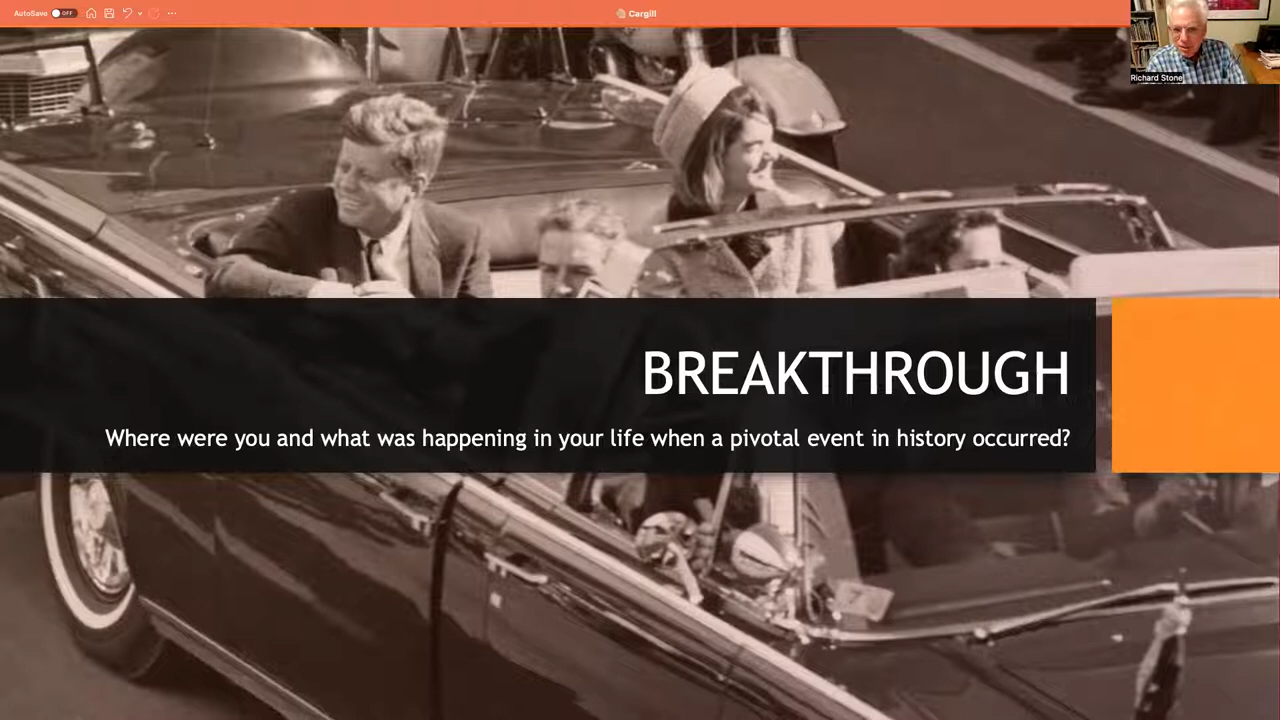 AutoSave OFF
Cargill
Richard Stone
BREAKTHROUGH
Where were you and what was happening in your life when a pivotal event in history occurred?